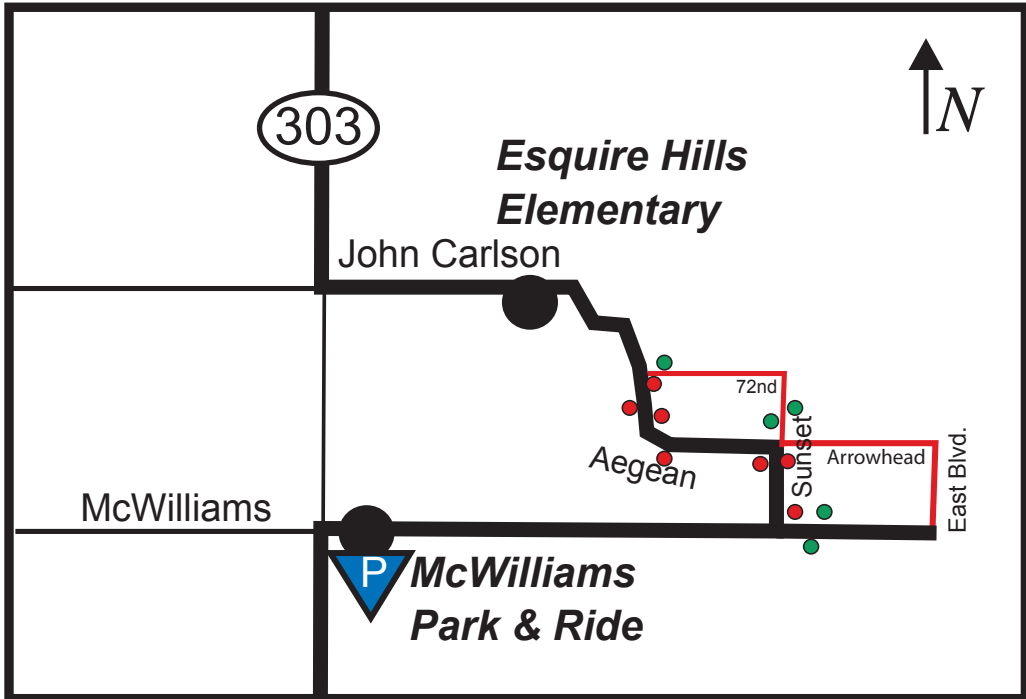 303
N
Esquire Hills
Elementary
John Carlson
72nd
Sunset
Aegean
Arrowhead
East Blvd.
McWilliams
P
McWilliams
Park & Ride